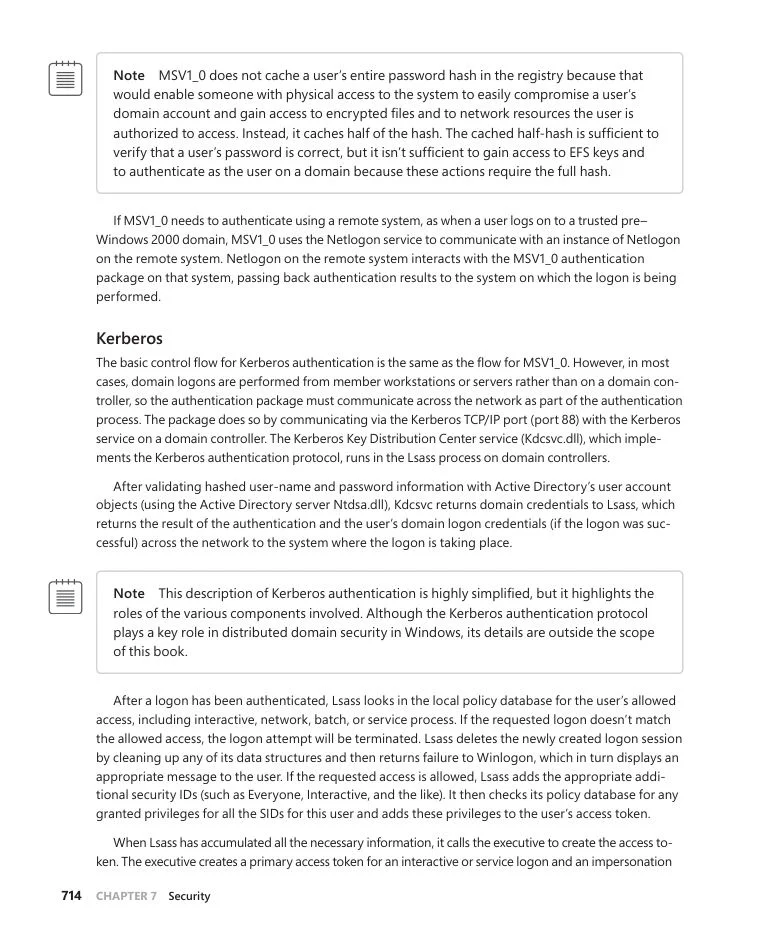 Note MSV1_0 does not cache a user's entire password hash in the registry because that
would enable someone with physical access to the system to easily compromise a user's
domain account and gain access to encrypted files and to network resources the user is
authorized to access. Instead, it caches half of the hash. The cached half-hash is sufficient to
verify that a user's password is correct, but it isn't sufficient to gain access to EFS keys and
to authenticate as the user on a domain because these actions require the full hash.
If MSV1_0 needs to authenticate using a remote system, as when a user logs on to a trusted pre–
Windows 2000 domain, MSV1_0 uses the Netlogon service to communicate with an instance of Netlogon
on the remote system. Netlogon on the remote system interacts with the MSV1_0 authentication
package on that system, passing back authentication results to the system on which the logon is being
performed.
Kerberos
The basic control flow for Kerberos authentication is the same as the flow for MSV1_0. However, in most
cases, domain logons are performed from member workstations or servers rather than on a domain con-
troller, so the authentication package must communicate across the network as part of the authentication
process. The package does so by communicating via the Kerberos TCP/IP port (port 88) with the Kerberos
service on a domain controller. The Kerberos Key Distribution Center service (Kdcsvc.dll), which imple-
ments the Kerberos authentication protocol, runs in the Lsass process on domain controllers.
After validating hashed user-name and password information with Active Directory's user account
objects (using the Active Directory server Ntdsa.dll), Kdcsvc returns domain credentials to Lsass, which
returns the result of the authentication and the user's domain logon credentials (if the logon was suc-
cessful) across the network to the system where the logon is taking place.
Note This description of Kerberos authentication is highly simplified, but it highlights the
roles of the various components involved. Although the Kerberos authentication protocol
plays a key role in distributed domain security in Windows, its details are outside the scope
of this book.
After a logon has been authenticated, Lsass looks in the local policy database for the user's allowed
access, including interactive, network, batch, or service process. If the requested logon doesn't match
the allowed access, the logon attempt will be terminated. Lsass deletes the newly created logon session
by cleaning up any of its data structures and then returns failure to Winlogon, which in turn displays an
appropriate message to the user. If the requested access is allowed, Lsass adds the appropriate addi-
tional security IDs (such as Everyone, Interactive, and the like). It then checks its policy database for any
granted privileges for all the SIDs for this user and adds these privileges to the user's access token.
When Lsass has accumulated all the necessary information, it calls the executive to create the access to-
ken. The executive creates a primary access token for an interactive or service logon and an impersonation
714 CHAPTER 7 Security